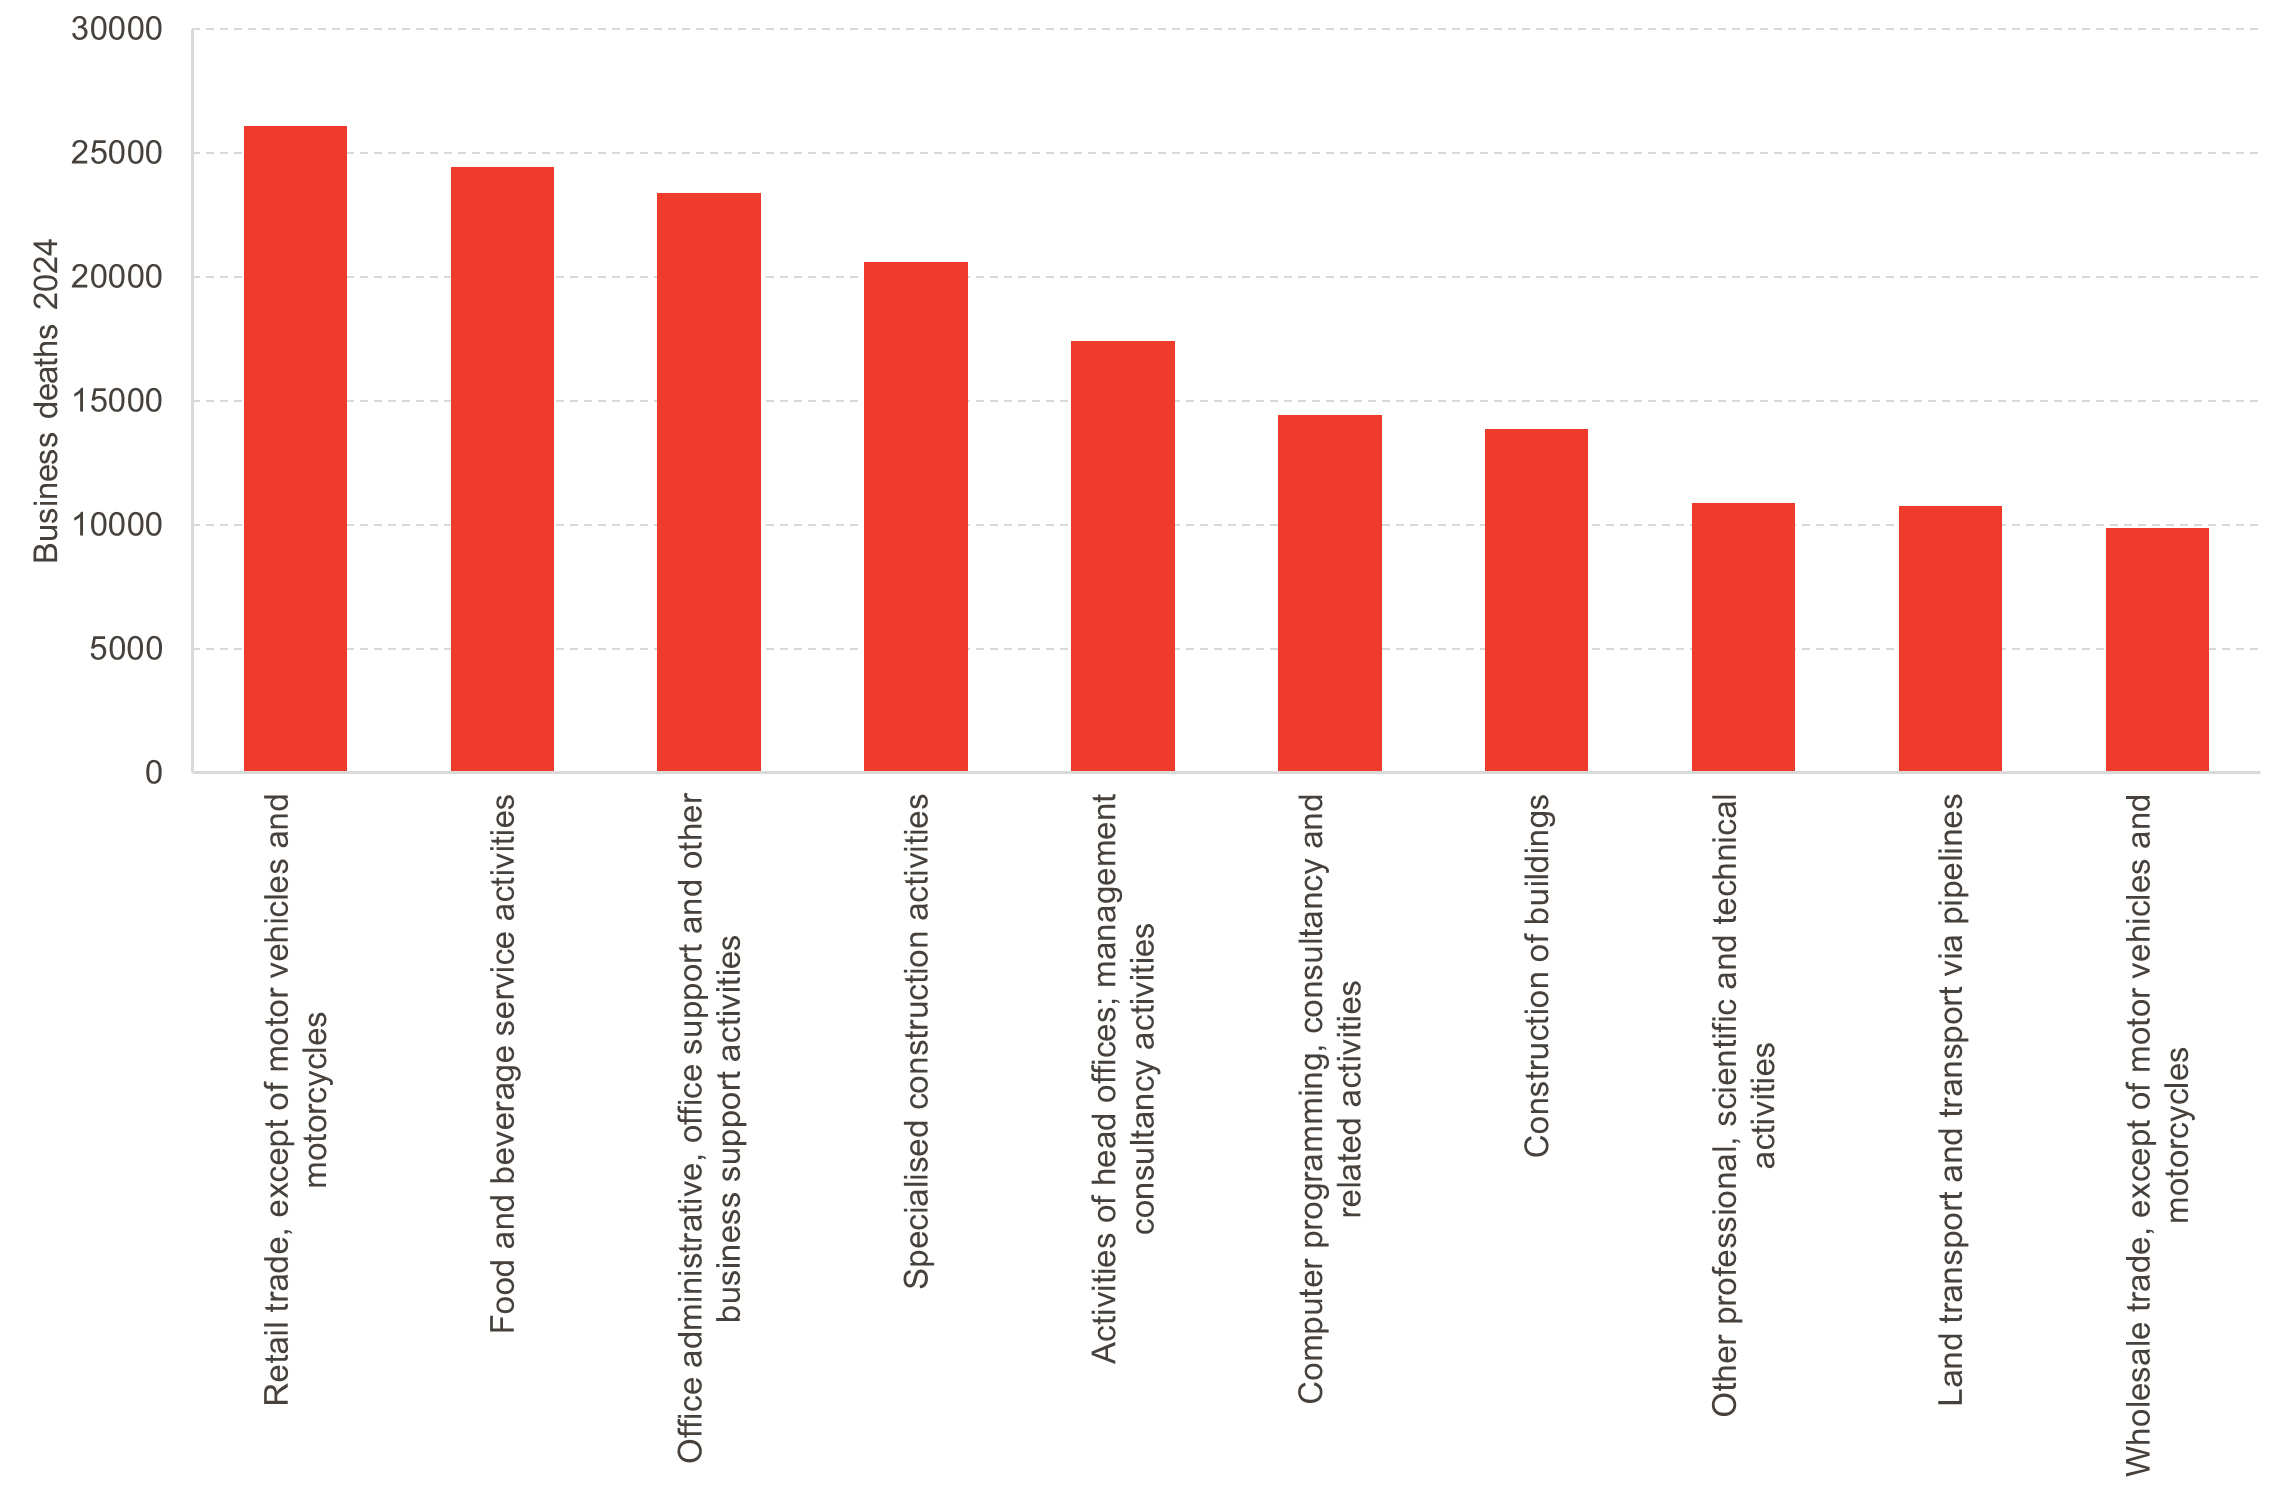 30000
25000
20000
15000
10000
5000
0
Business deaths 2024
Retail trade, except of motor vehicles and
motorcycles
Food and beverage service activities
Office administrative, office support and other
business support activities
Specialised construction activities
Activities of head offices; management
consultancy activities
Computer programming, consultancy and
related activities
Construction of buildings
Other professional, scientific and technical
activities
Land transport and transport via pipelines
Wholesale trade, except of motor vehicles and
motorcycles